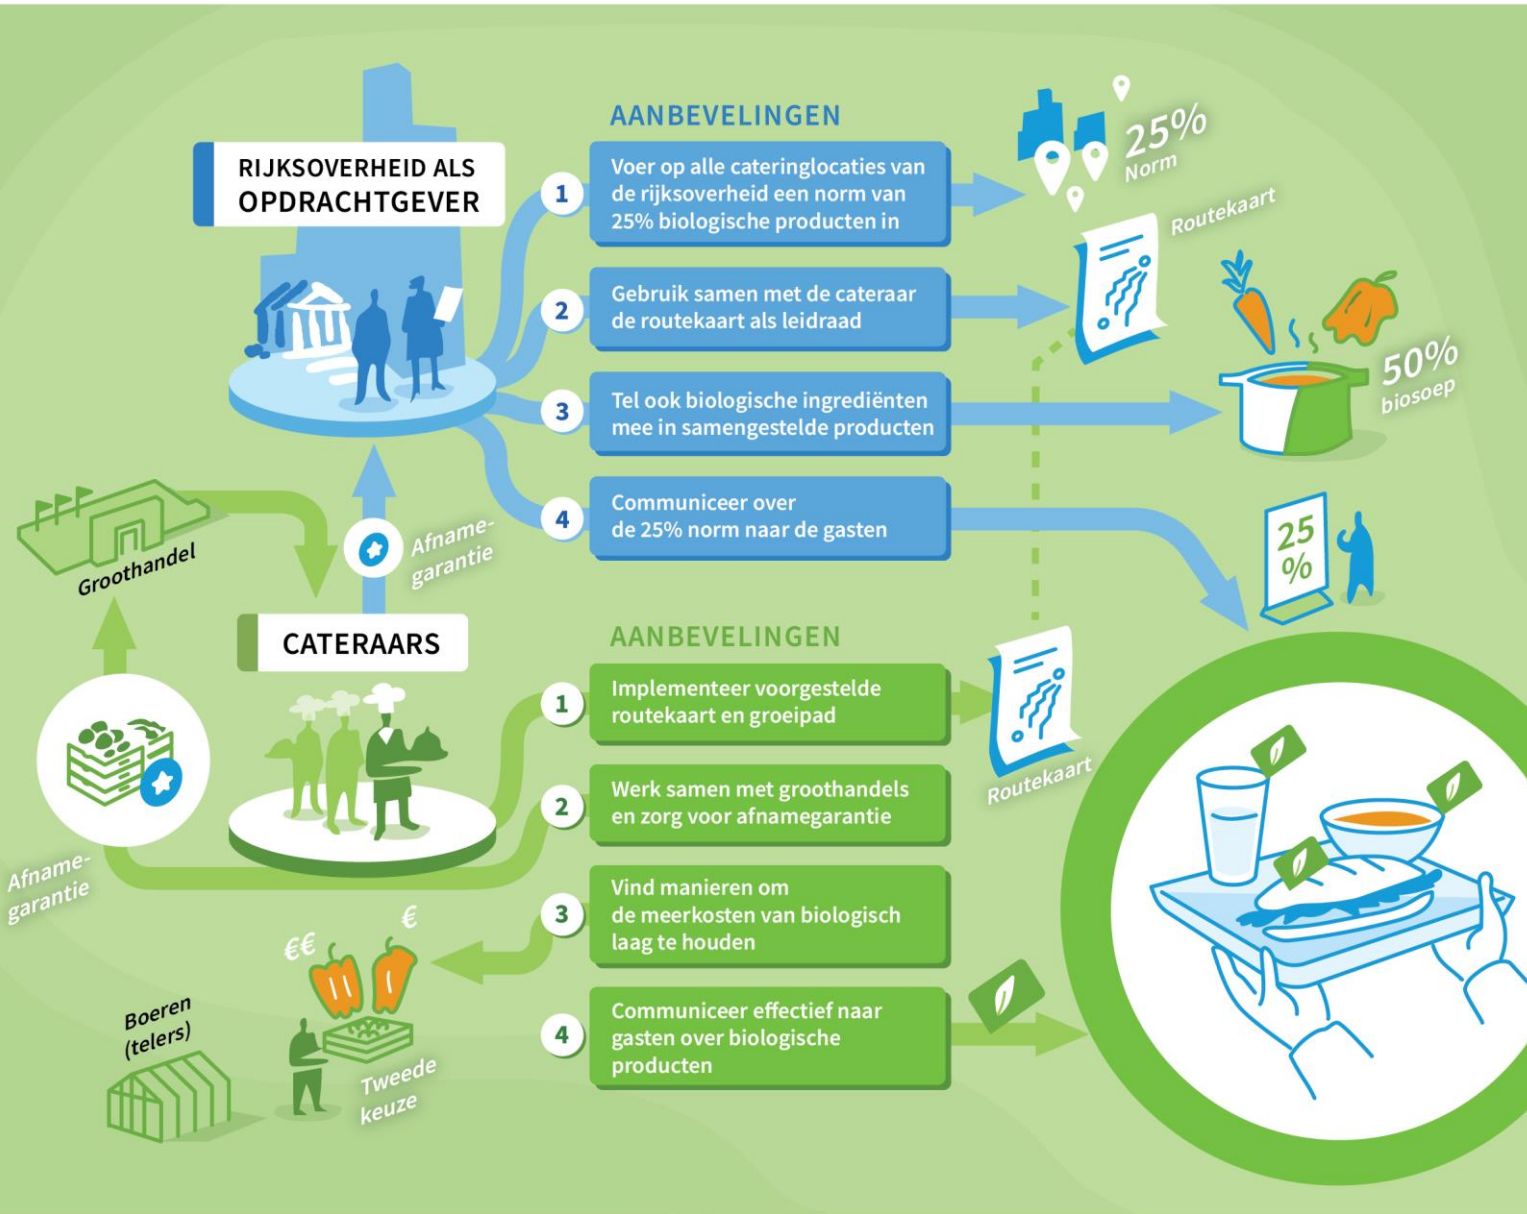 RIJKSOVERHEID ALS
OPDRACHTGEVER
AANBEVELINGEN
1
Voer op alle cateringlocaties van
de rijksoverheid een norm van
25% biologische producten in
25%
Norm
2
Gebruik samen met de cateraar
de routekaart als leidraad
Routekaart
3
Tel ook biologische ingrediënten
mee in samengestelde producten
50%
biosoep
4
Communiceer over
de 25% norm naar de gasten
25
%
Groothandel
Afname-
garantie
CATERAARS
AANBEVELINGEN
1
Implementeer voorgestelde
routekaart en groeipad
Routekaart
2
Werk samen met groothandels
en zorg voor afnamegarantie
Afname-
garantie
3
Vind manieren om
de meerkosten van biologisch
laag te houden
€€
€
Boeren
(telers)
Tweede
keuze
4
Communiceer effectief naar
gasten over biologische
producten